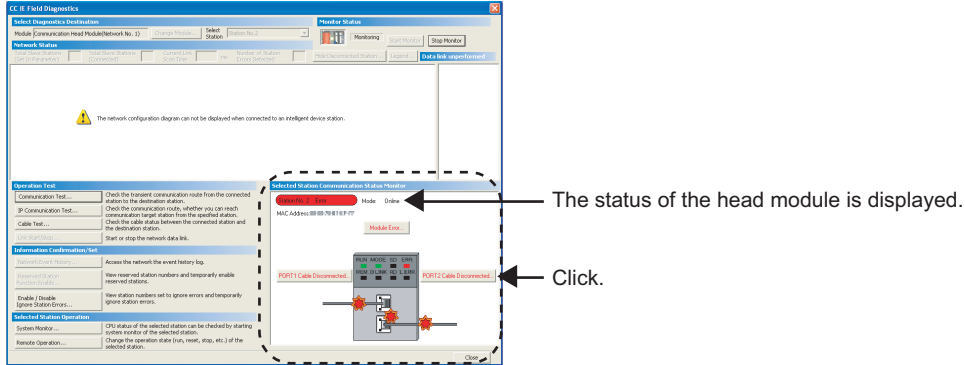 CC IE Field Diagnostics
Select Diagnostics Destination
Module Communication Head Module(Network No. 1) Change Module... Select Station Station No.2
Monitor Status
Monitoring Start Monitor Stop Monitor
Network Status
Total Slave Stations (Set In Parameter) Total Slave Stations (Connected) Current Link Scan Time ms Number of Station Errors Detected Hide Disconnected Station... Legend... Data link unperformed
The network configuration diagram can not be displayed when connected to an intelligent device station.
Operation Test
Communication Test... Check the transient communication route from the connected station to the destination station.
IP Communication Test... Check the communication route, whether you can reach communication target station from the specified station.
Cable Test... Check the cable status between the connected station and the destination station.
Link Start/Stop... Start or stop the network data link.
Information Confirmation/Set
Network Event History... Access the network the event history log.
Reserved Station Function Enable... View reserved station numbers and temporarily enable reserved stations.
Enable / Disable Ignore Station Errors... View station numbers set to ignore errors and temporarily ignore station errors.
Selected Station Operation
System Monitor... CPU status of the selected station can be checked by starting system monitor of the selected station.
Remote Operation... Change the operation state (run, reset, stop, etc.) of the selected station.
Selected Station Communication Status Monitor
Station No. 2 Error Mode: Online
MAC Address:
Module Error...
RUN MODE SD ERR.
REM D LINK RD L ERR.
PORT1 Cable Disconnected... PORT2 Cable Disconnected...
Close
The status of the head module is displayed.
Click.